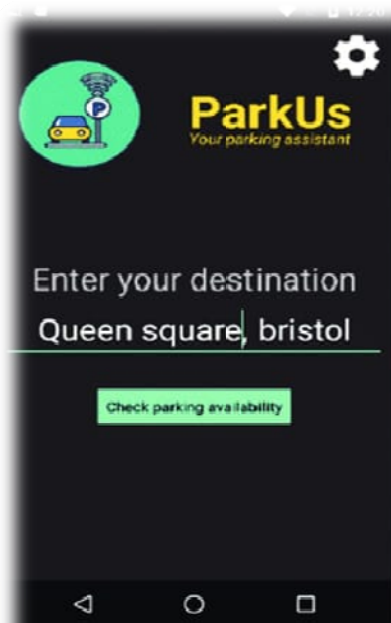 P
ParkUs
Your parking assistant
Enter your destination
Queen square, bristol
Check parking availability